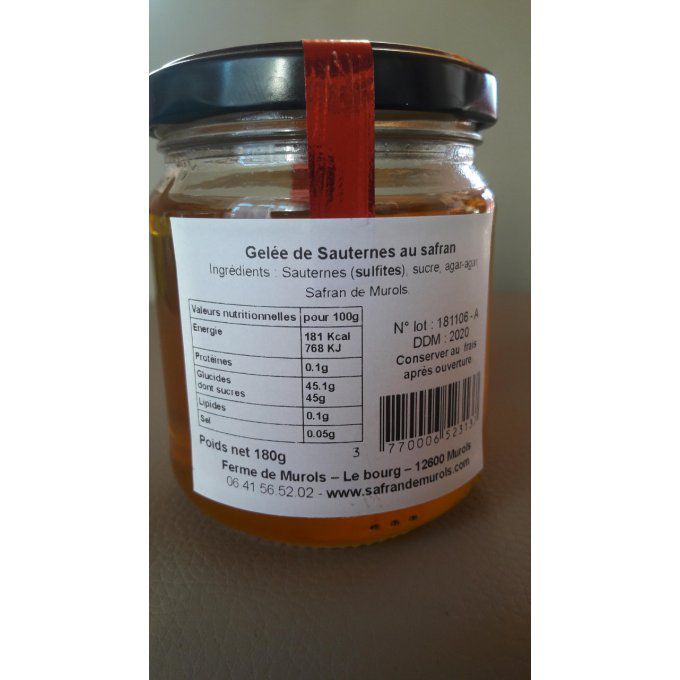 Gelée de Sauternes au safran
Ingrédients : Sauternes (sulfites), sucre, agar-agar,
Safran de Murols.
Valeurs nutritionnelles pour 100g
Energie 181 Kcal
768 KJ
Protéines 0.1g
Glucides 45.1g
dont sucres 45g
Lipides 0.1g
Sel 0.05g
N° lot : 181106 - A
DDM : 2020
Conserver au frais
après ouverture.
3 770006 52313
Poids net 180g
Ferme de Murols – Le bourg – 12600 Murols
06 41 56.52.02 - www.safrandemurols.com